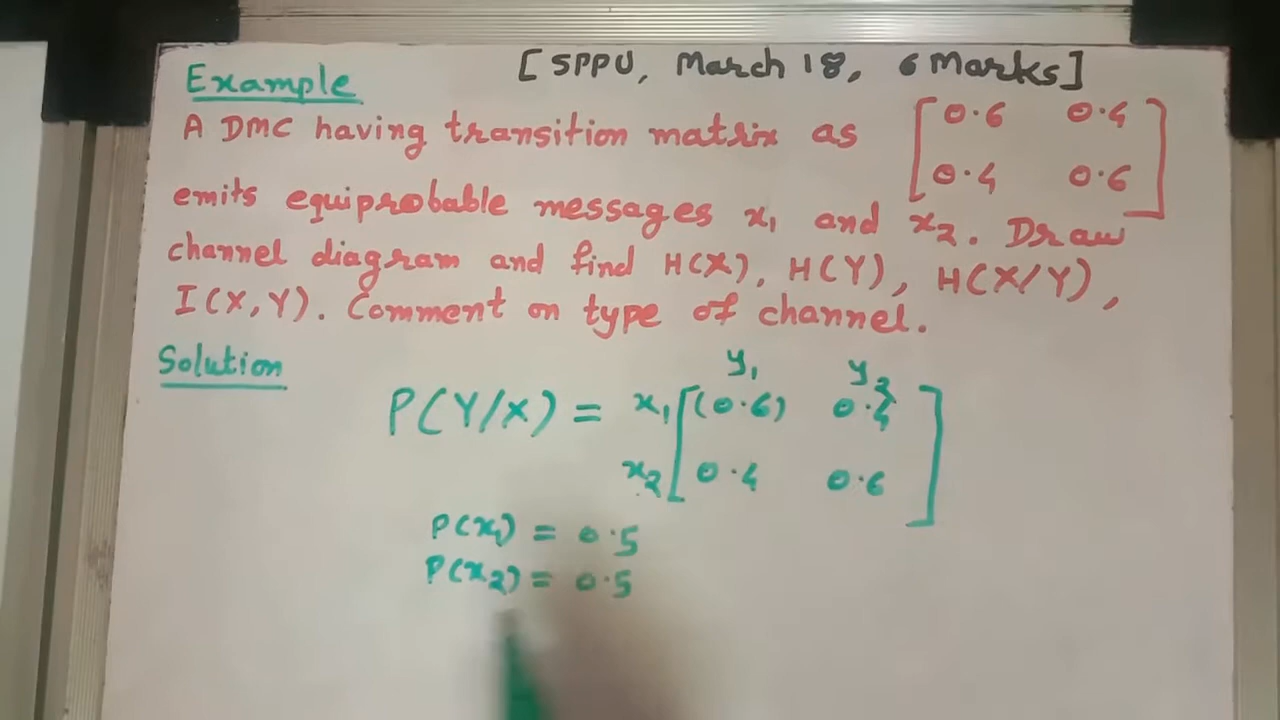 Example [SPPU, March 18, 6 Marks]
A DMC having transition matrix as [0.6 0.4
0.4 0.6]
emits equiprobable messages x₁ and x₂. Draw
channel diagram and find H(X), H(Y), H(X/Y),
I(X,Y). Comment on type of channel.
Solution
y₁ y₂
P(Y/X) = x₁ [(0.6) 0.4
x₂ 0.4 0.6]
P(x₁) = 0.5
P(x₂) = 0.5